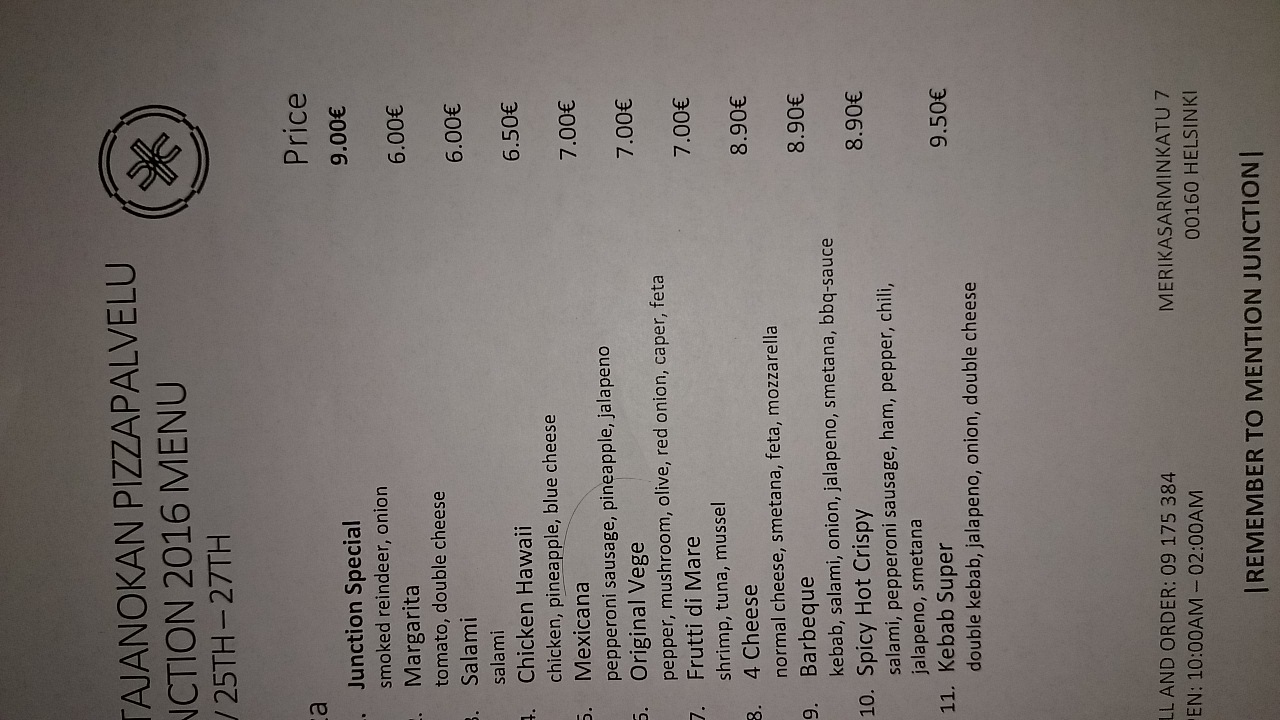 TAJANOKAN PIZZAPALVELU
NCTION 2016 MENU
25TH – 27TH
Price
Junction Special 9.00€
smoked reindeer, onion
Margarita 6.00€
tomato, double cheese
Salami 6.00€
salami
Chicken Hawaii 6.50€
chicken, pineapple, blue cheese
Mexicana 7.00€
pepperoni sausage, pineapple, jalapeno
Original Vege 7.00€
pepper, mushroom, olive, red onion, caper, feta
7. Frutti di Mare 7.00€
shrimp, tuna, mussel
8. 4 Cheese 8.90€
normal cheese, smetana, feta, mozzarella
9. Barbeque 8.90€
kebab, salami, onion, jalapeno, smetana, bbq-sauce
10. Spicy Hot Crispy 8.90€
salami, pepperoni sausage, ham, pepper, chili,
jalapeno, smetana
11. Kebab Super 9.50€
double kebab, jalapeno, onion, double cheese
LL AND ORDER: 09 175 384 MERIKASARMINKATU 7
EN: 10:00AM – 02:00AM 00160 HELSINKI
|REMEMBER TO MENTION JUNCTION|